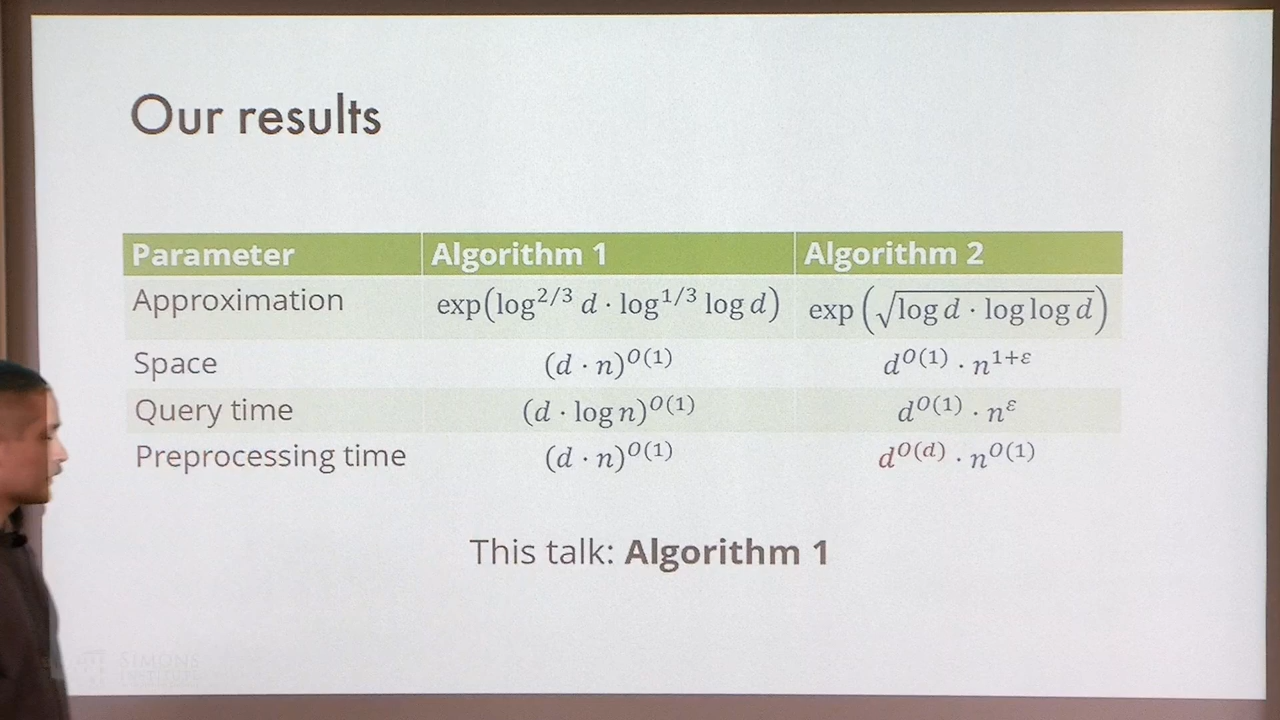 Our results
Parameter Algorithm 1 Algorithm 2
Approximation exp(log^{2/3} d · log^{1/3} log d) exp(√(log d · log log d))
Space (d · n)^{O(1)} d^{O(1)} · n^{1+ε}
Query time (d · log n)^{O(1)} d^{O(1)} · n^ε
Preprocessing time (d · n)^{O(1)} d^{O(d)} · n^{O(1)}
This talk: Algorithm 1
SIMONS
INSTITUTE